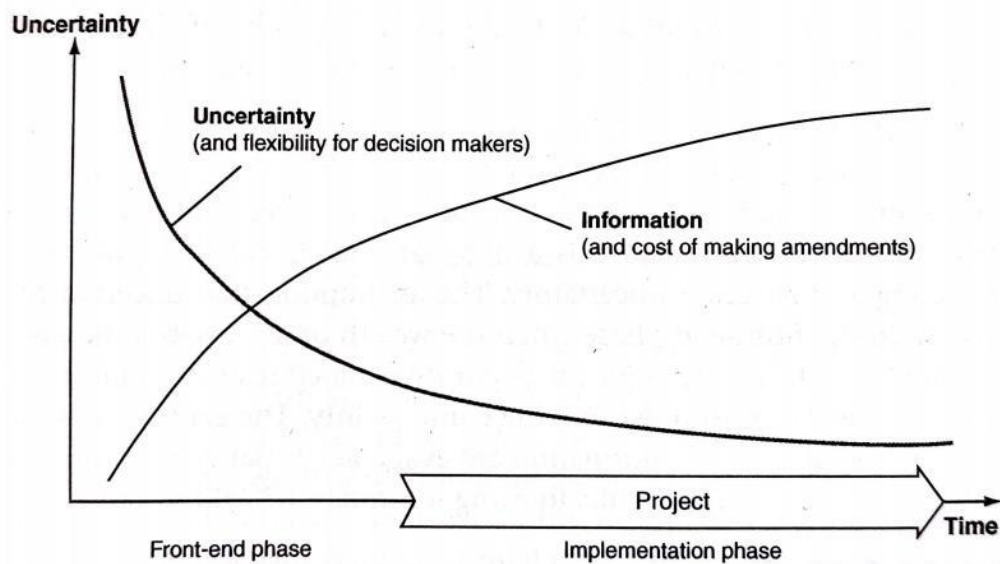 Uncertainty
Uncertainty
(and flexibility for decision makers)
Information
(and cost of making amendments)
Project
Time
Front-end phase
Implementation phase